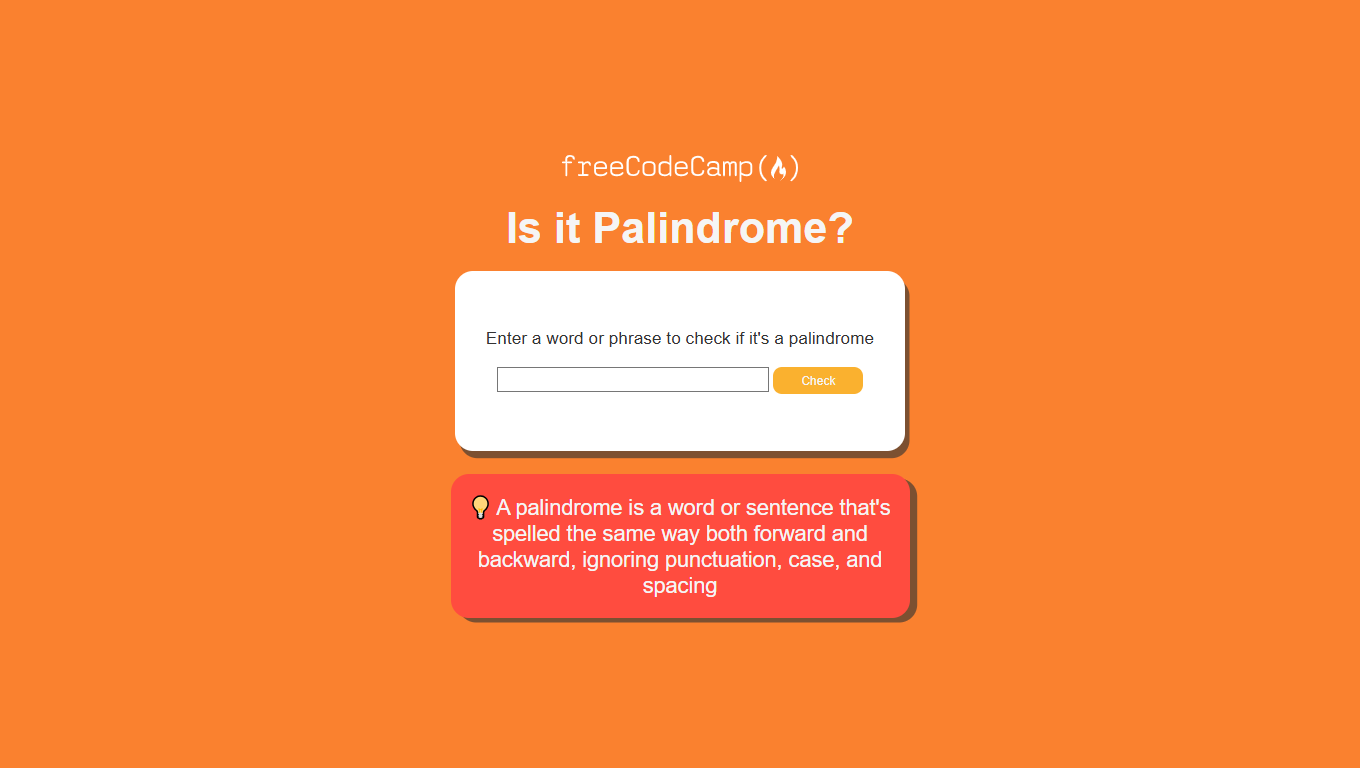 freeCodeCamp(🔥)
Is it Palindrome?
Enter a word or phrase to check if it's a palindrome
Check
💡 A palindrome is a word or sentence that's
spelled the same way both forward and
backward, ignoring punctuation, case, and
spacing